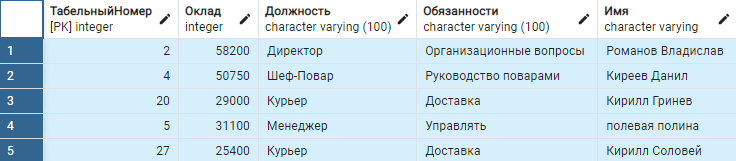 ТабельныйНомер Оклад Должность Обязанности Имя
[PK] integer integer character varying (100) character varying (100) character varying
1 2 58200 Директор Организационные вопросы Романов Владислав
2 4 50750 Шеф-Повар Руководство поварами Киреев Данил
3 20 29000 Курьер Доставка Кирилл Гринев
4 5 31100 Менеджер Управлять полевая полина
5 27 25400 Курьер Доставка Кирилл Соловей